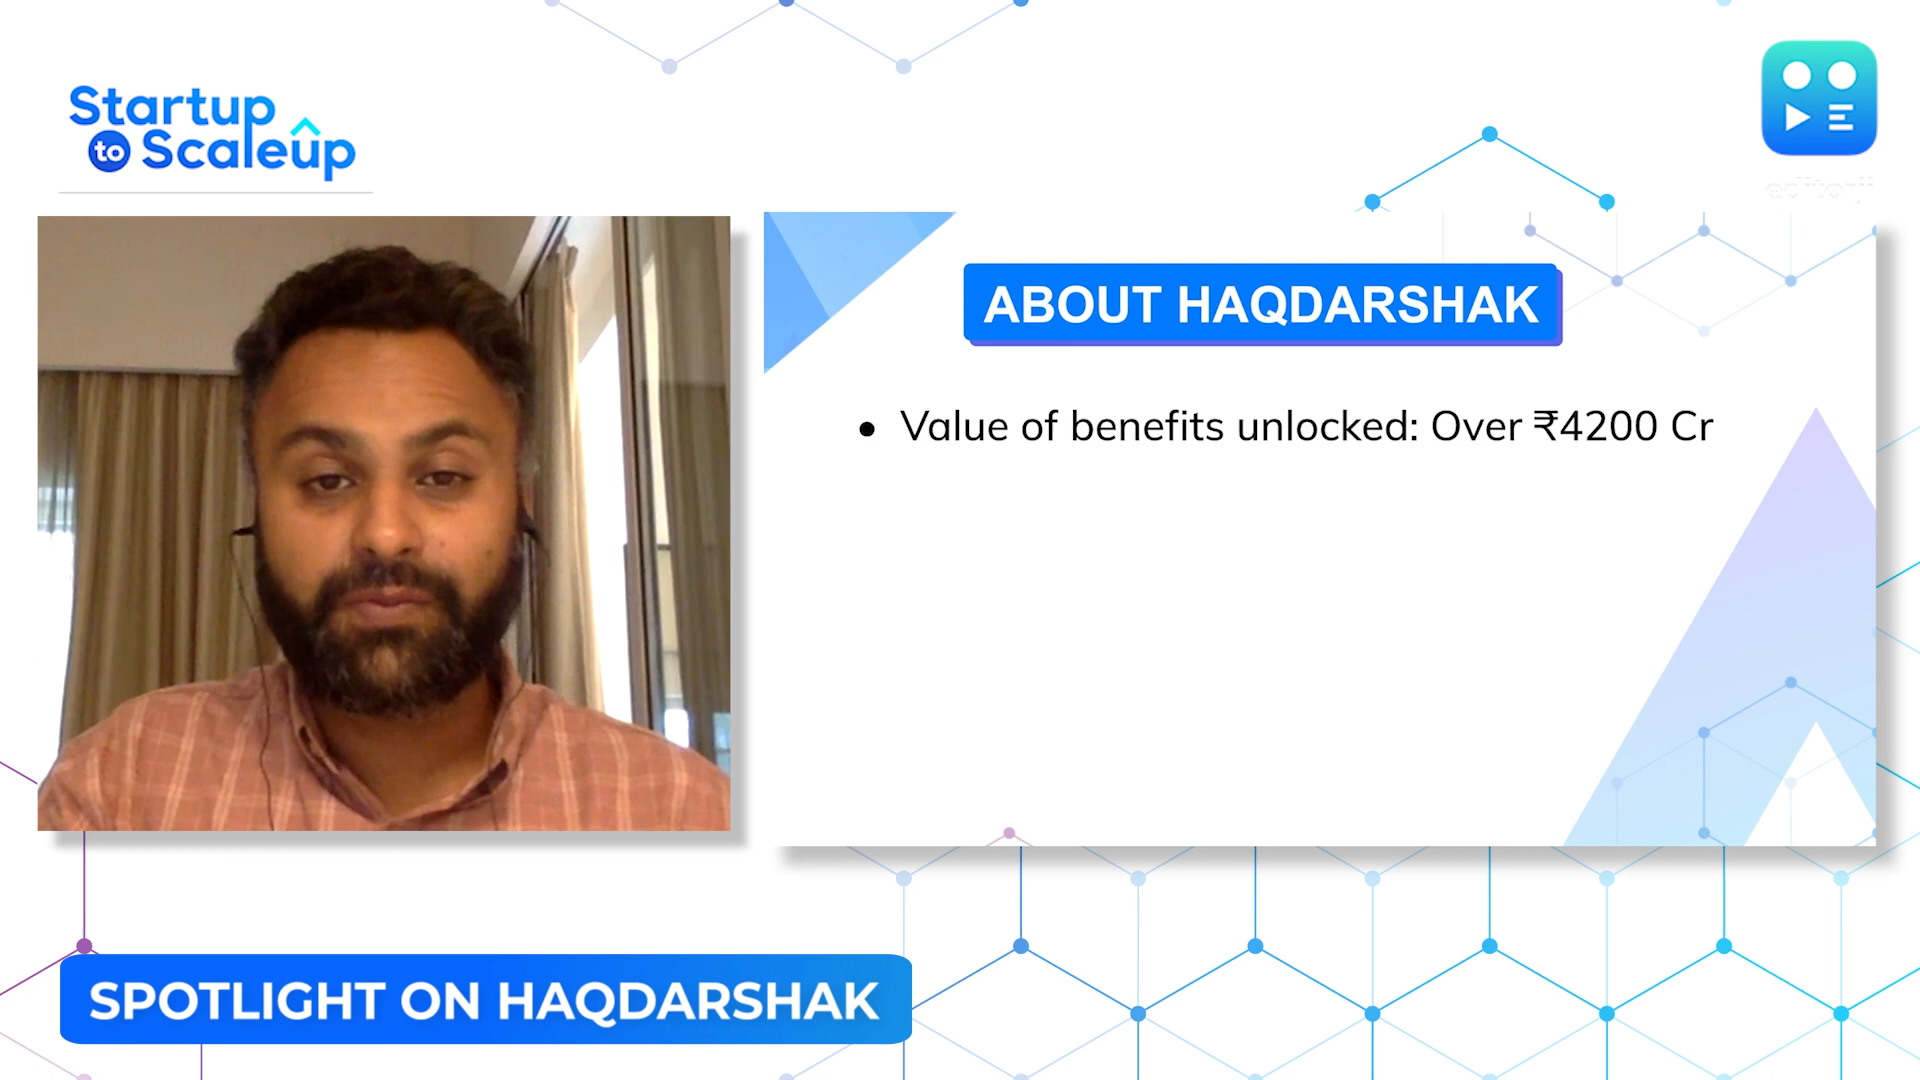 Startup
to Scaleup
ABOUT HAQDARSHAK
• Value of benefits unlocked: Over ₹4200 Cr
SPOTLIGHT ON HAQDARSHAK